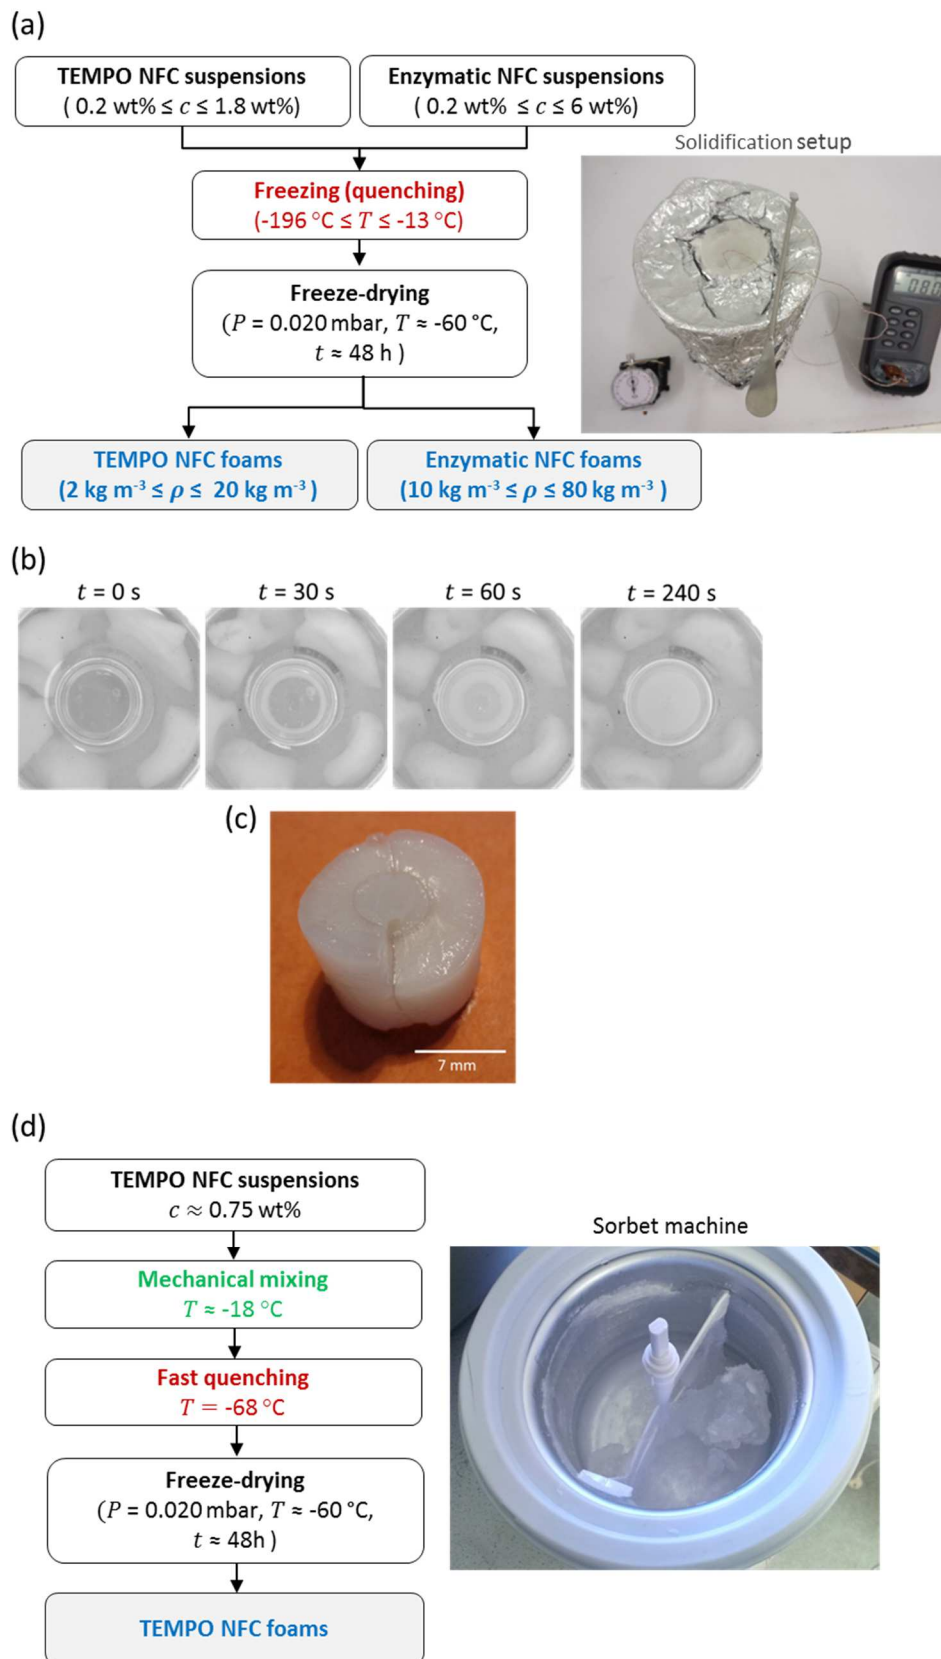 (a)
TEMPO NFC suspensions
( 0.2 wt% ≤ c ≤ 1.8 wt%)
Enzymatic NFC suspensions
( 0.2 wt% ≤ c ≤ 6 wt%)
Solidification setup
Freezing (quenching)
(-196 °C ≤ T ≤ -13 °C)
Freeze-drying
(P = 0.020 mbar, T ≈ -60 °C,
t ≈ 48 h )
TEMPO NFC foams
(2 kg m⁻³ ≤ ρ ≤ 20 kg m⁻³ )
Enzymatic NFC foams
(10 kg m⁻³ ≤ ρ ≤ 80 kg m⁻³ )
(b)
t = 0 s
t = 30 s
t = 60 s
t = 240 s
(c)
7 mm
(d)
TEMPO NFC suspensions
c ≈ 0.75 wt%
Mechanical mixing
T ≈ -18 °C
Fast quenching
T = -68 °C
Freeze-drying
(P = 0.020 mbar, T ≈ -60 °C,
t ≈ 48h )
TEMPO NFC foams
Sorbet machine